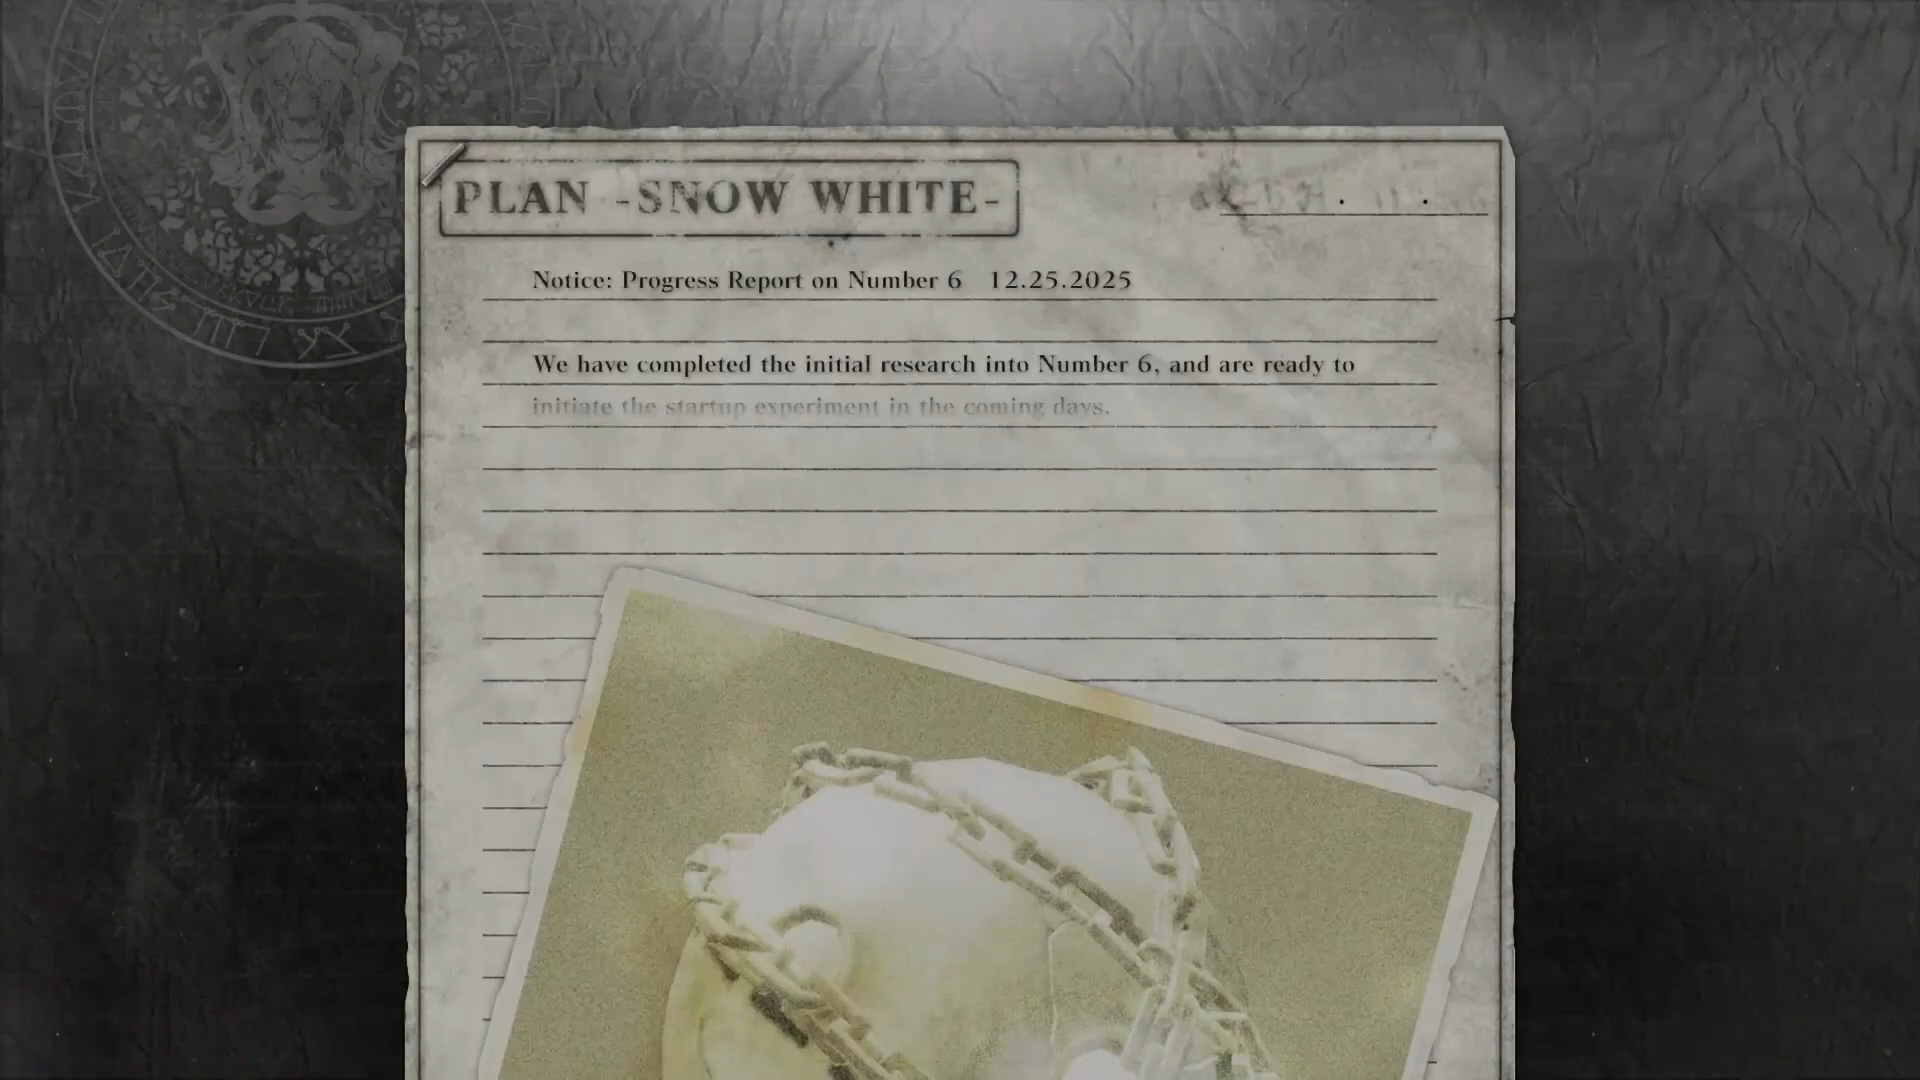 PLAN -SNOW WHITE-
Notice: Progress Report on Number 6 12.25.2025
We have completed the initial research into Number 6, and are ready to
initiate the startup experiment in the coming days.